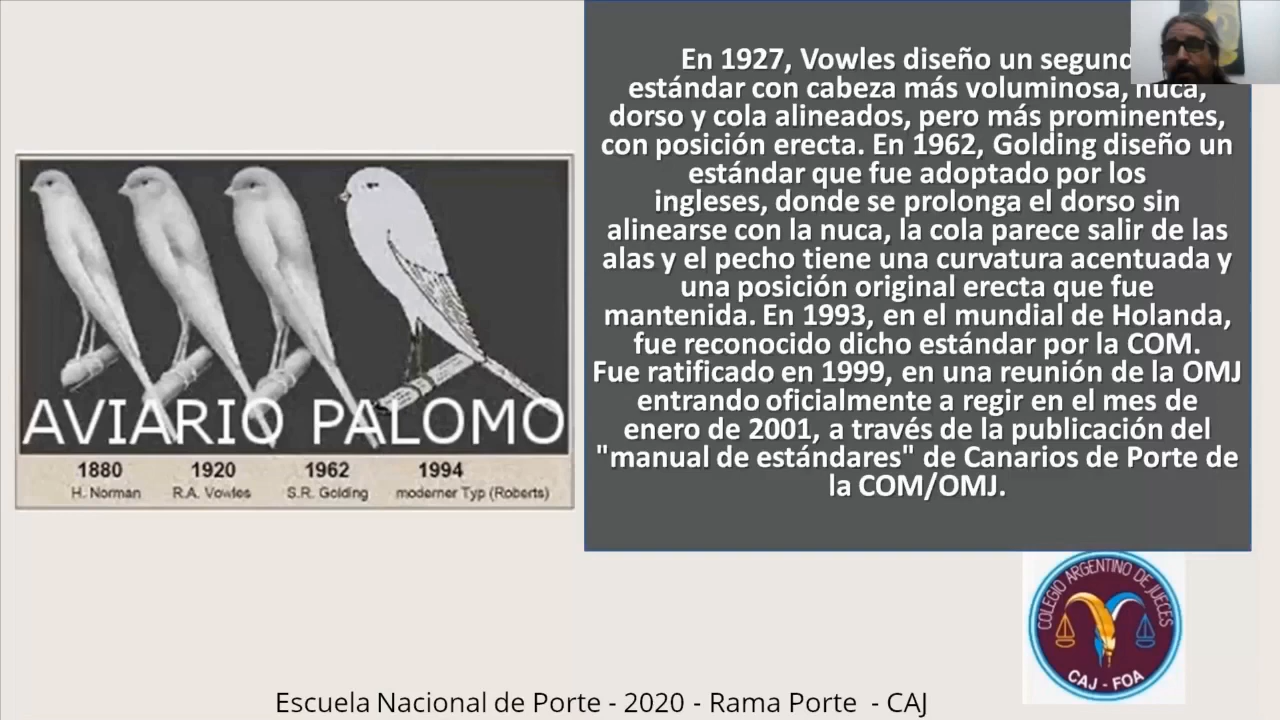 En 1927, Vowles diseño un segund
estándar con cabeza más voluminosa, nuca,
dorso y cola alineados, pero más prominentes,
con posición erecta. En 1962, Golding diseño un
estándar que fue adoptado por los
ingleses, donde se prolonga el dorso sin
alinearse con la nuca, la cola parece salir de las
alas y el pecho tiene una curvatura acentuada y
una posición original erecta que fue
mantenida. En 1993, en el mundial de Holanda,
fue reconocido dicho estándar por la COM.
Fue ratificado en 1999, en una reunión de la OMJ
entrando oficialmente a regir en el mes de
enero de 2001, a través de la publicación del
"manual de estándares" de Canarios de Porte de
la COM/OMJ.
AVIARIO PALOMO
1880 1920 1962 1994
H. Norman R.A. Vowles S.R. Golding moderner Typ (Roberts)
COLEGIO ARGENTINO DE JUECES
CAJ - FOA
Escuela Nacional de Porte - 2020 - Rama Porte - CAJ